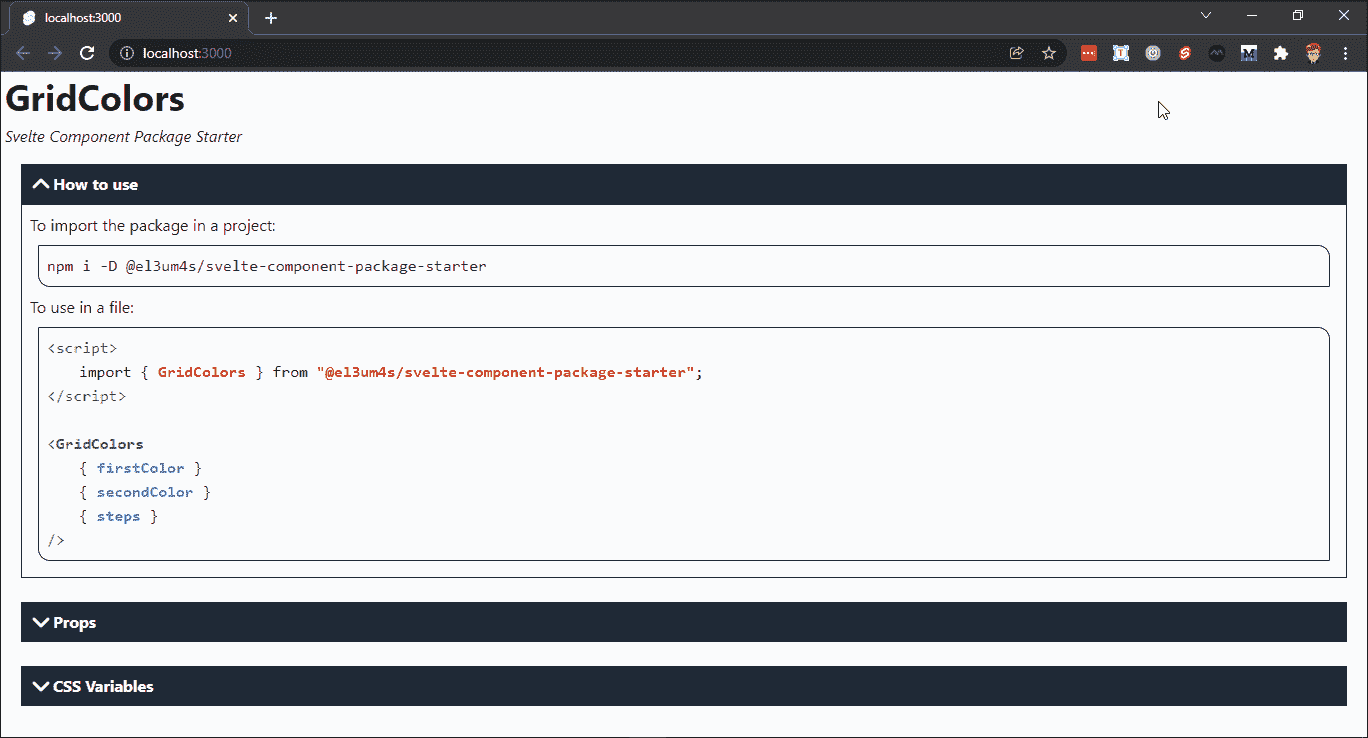 localhost:3000
localhost:3000
GridColors
Svelte Component Package Starter
How to use
To import the package in a project:
npm i -D @el3um4s/svelte-component-package-starter
To use in a file:
<script>
import { GridColors } from "@el3um4s/svelte-component-package-starter";
</script>
<GridColors
{ firstColor }
{ secondColor }
{ steps }
/>
Props
CSS Variables